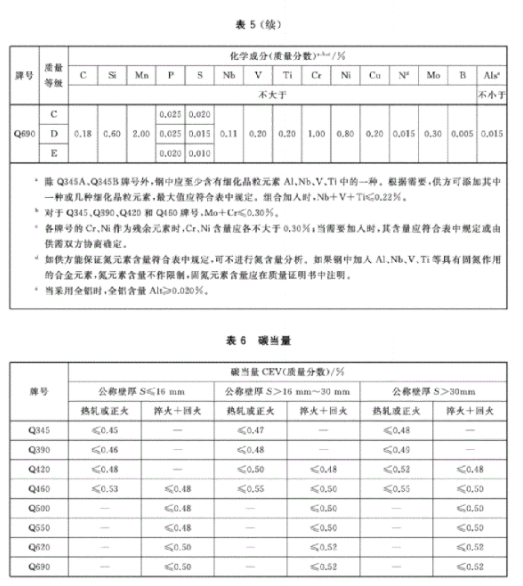 表 5（续）
牌号 质量等级 化学成分(质量分数)a,b,c,/%
C Si Mn P S Nb V Ti Cr Ni Cu Nd Mo B Alse
不大于 不小于
Q690 C 0.18 0.60 2.00 0.025 0.020 0.11 0.20 0.20 1.00 0.80 0.20 0.015 0.30 0.005 0.015
D 0.025 0.015
E 0.020 0.010
a 除 Q345A、Q345B 牌号外,钢中应至少含有细化晶粒元素 Al、Nb、V、Ti 中的一种。根据需要,供方可添加其中
一种或几种细化晶粒元素,最大值应符合表中规定。组合加入时,Nb+V+Ti≤0.22%。
b 对于 Q345、Q390、Q420 和 Q460 牌号,Mo+Cr≤0.30%。
c 各牌号的 Cr、Ni 作为残余元素时,Cr、Ni 含量应各不大于 0.30%;当需要加入时,其含量应符合表中规定或由
供需双方协商确定。
d 如供方能保证氮元素含量符合表中规定,可不进行氮含量分析。如果钢中加入 Al、Nb、V、Ti 等具有固氮作用
的合金元素,氮元素含量不作限制,固氮元素含量应在质量证明书中注明。
e 当采用全铝时,全铝含量 Alt≥0.020%。
表 6 碳当量
牌号 碳当量 CEV(质量分数)/%
公称壁厚 S≤16 mm 公称壁厚 S>16 mm～30 mm 公称壁厚 S>30mm
热轧或正火 淬火+回火 热轧或正火 淬火+回火 热轧或正火 淬火+回火
Q345 ≤0.45 — ≤0.47 — ≤0.48 —
Q390 ≤0.46 — ≤0.48 — ≤0.49 —
Q420 ≤0.48 — ≤0.50 ≤0.48 ≤0.52 ≤0.48
Q460 ≤0.53 ≤0.48 ≤0.55 ≤0.50 ≤0.55 ≤0.50
Q500 — ≤0.48 — ≤0.50 — ≤0.50
Q550 — ≤0.48 — ≤0.50 — ≤0.50
Q620 — ≤0.50 — ≤0.52 — ≤0.52
Q690 — ≤0.50 — ≤0.52 — ≤0.52